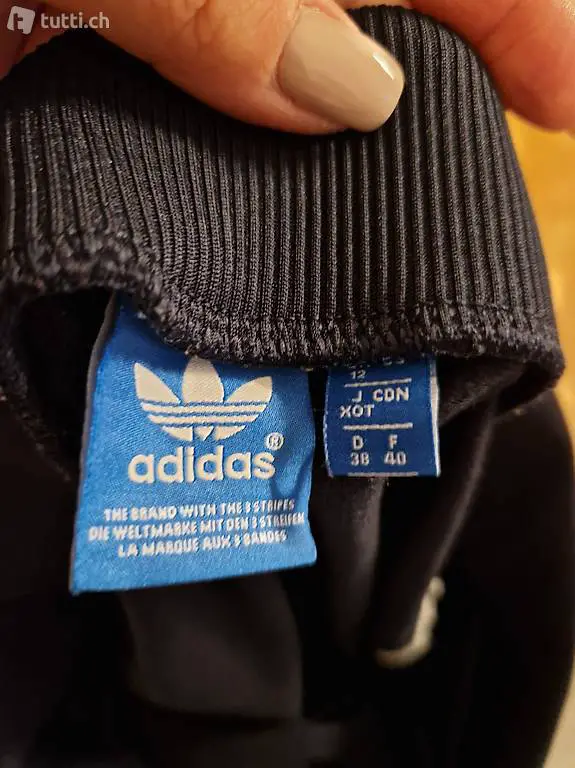 tutti.ch
adidas®
THE BRAND WITH THE 3 STRIPES
DIE WELTMARKE MIT DEN 3 STREIFEN
LA MARQUE AUX 3 BANDES
12
J CDN
XOT
D F
38 40